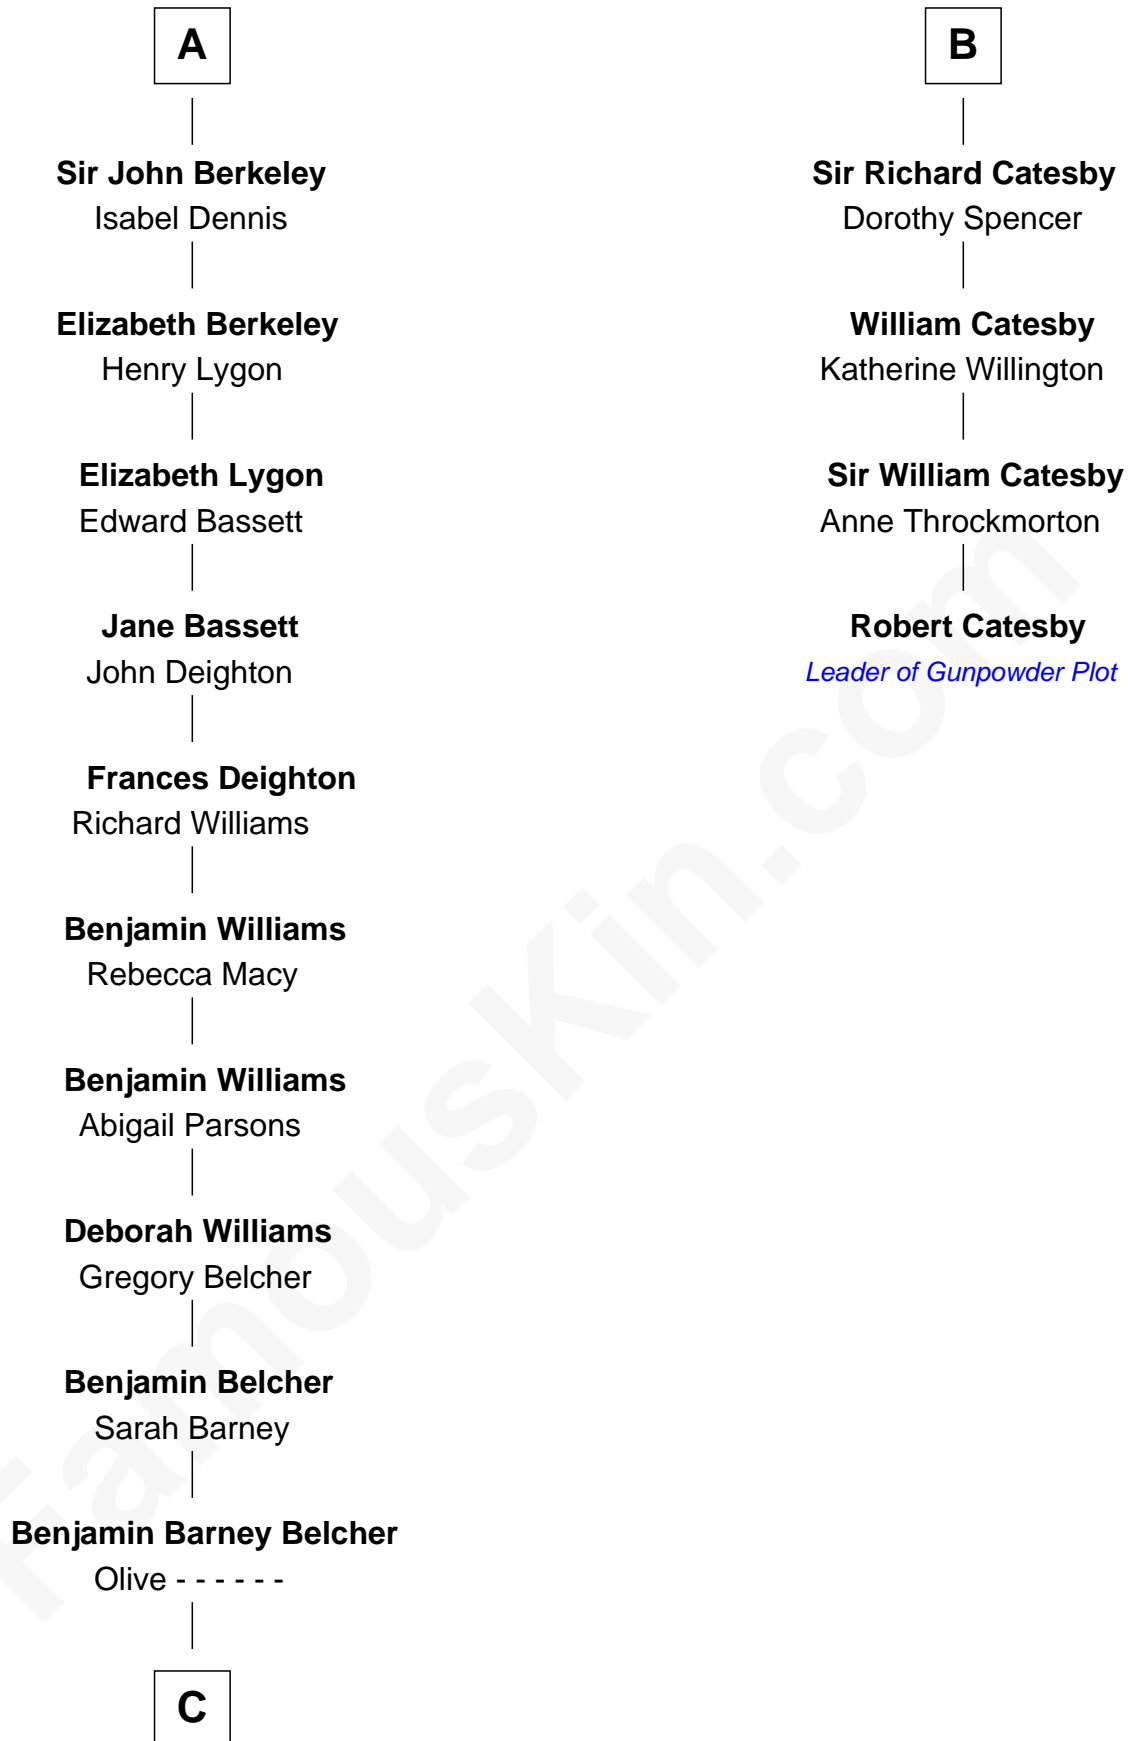 A
Sir John Berkeley
Isabel Dennis
Elizabeth Berkeley
Henry Lygon
Elizabeth Lygon
Edward Bassett
Jane Bassett
John Deighton
Frances Deighton
Richard Williams
Benjamin Williams
Rebecca Macy
Benjamin Williams
Abigail Parsons
Deborah Williams
Gregory Belcher
Benjamin Belcher
Sarah Barney
Benjamin Barney Belcher
Olive - - - - - -
C
B
Sir Richard Catesby
Dorothy Spencer
William Catesby
Katherine Willington
Sir William Catesby
Anne Throckmorton
Robert Catesby
Leader of Gunpowder Plot
FamousKin.com